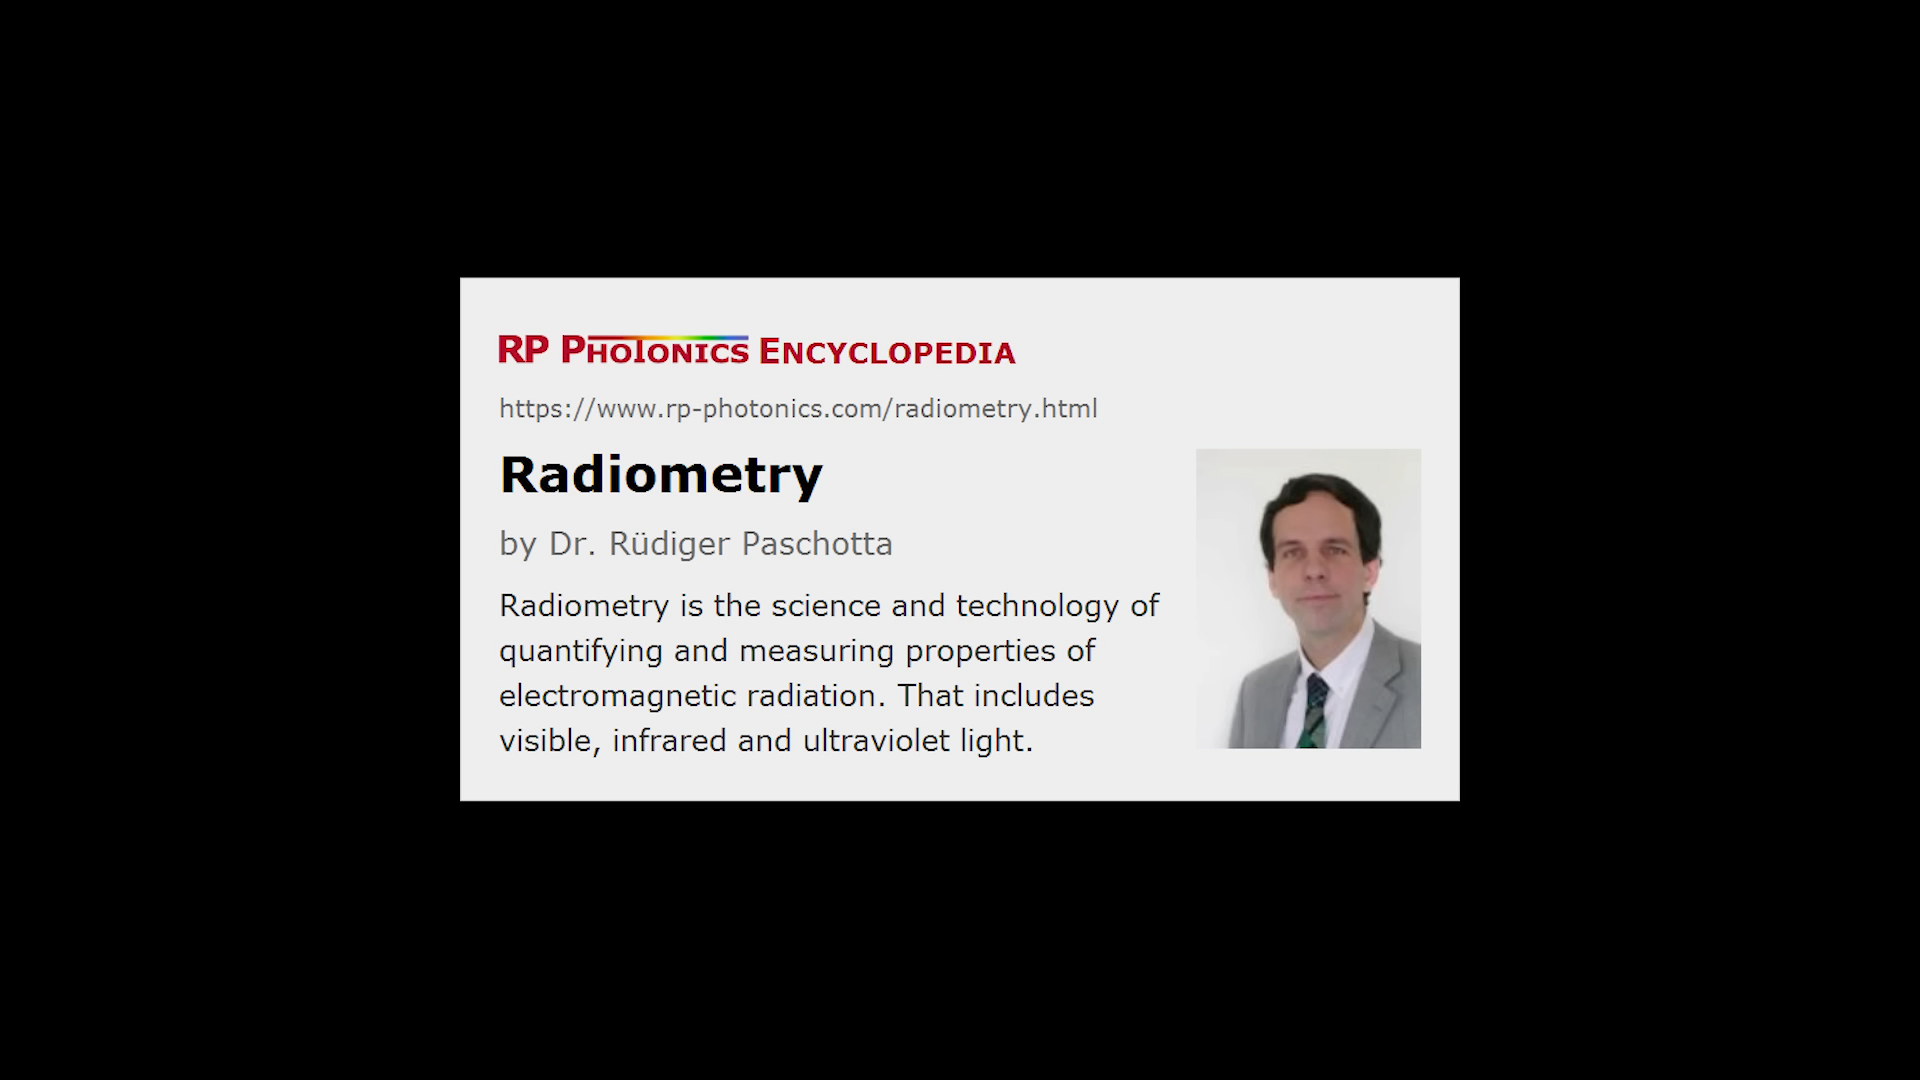 RP PHOTONICS ENCYCLOPEDIA
https://www.rp-photonics.com/radiometry.html
Radiometry
by Dr. Rüdiger Paschotta
Radiometry is the science and technology of
quantifying and measuring properties of
electromagnetic radiation. That includes
visible, infrared and ultraviolet light.